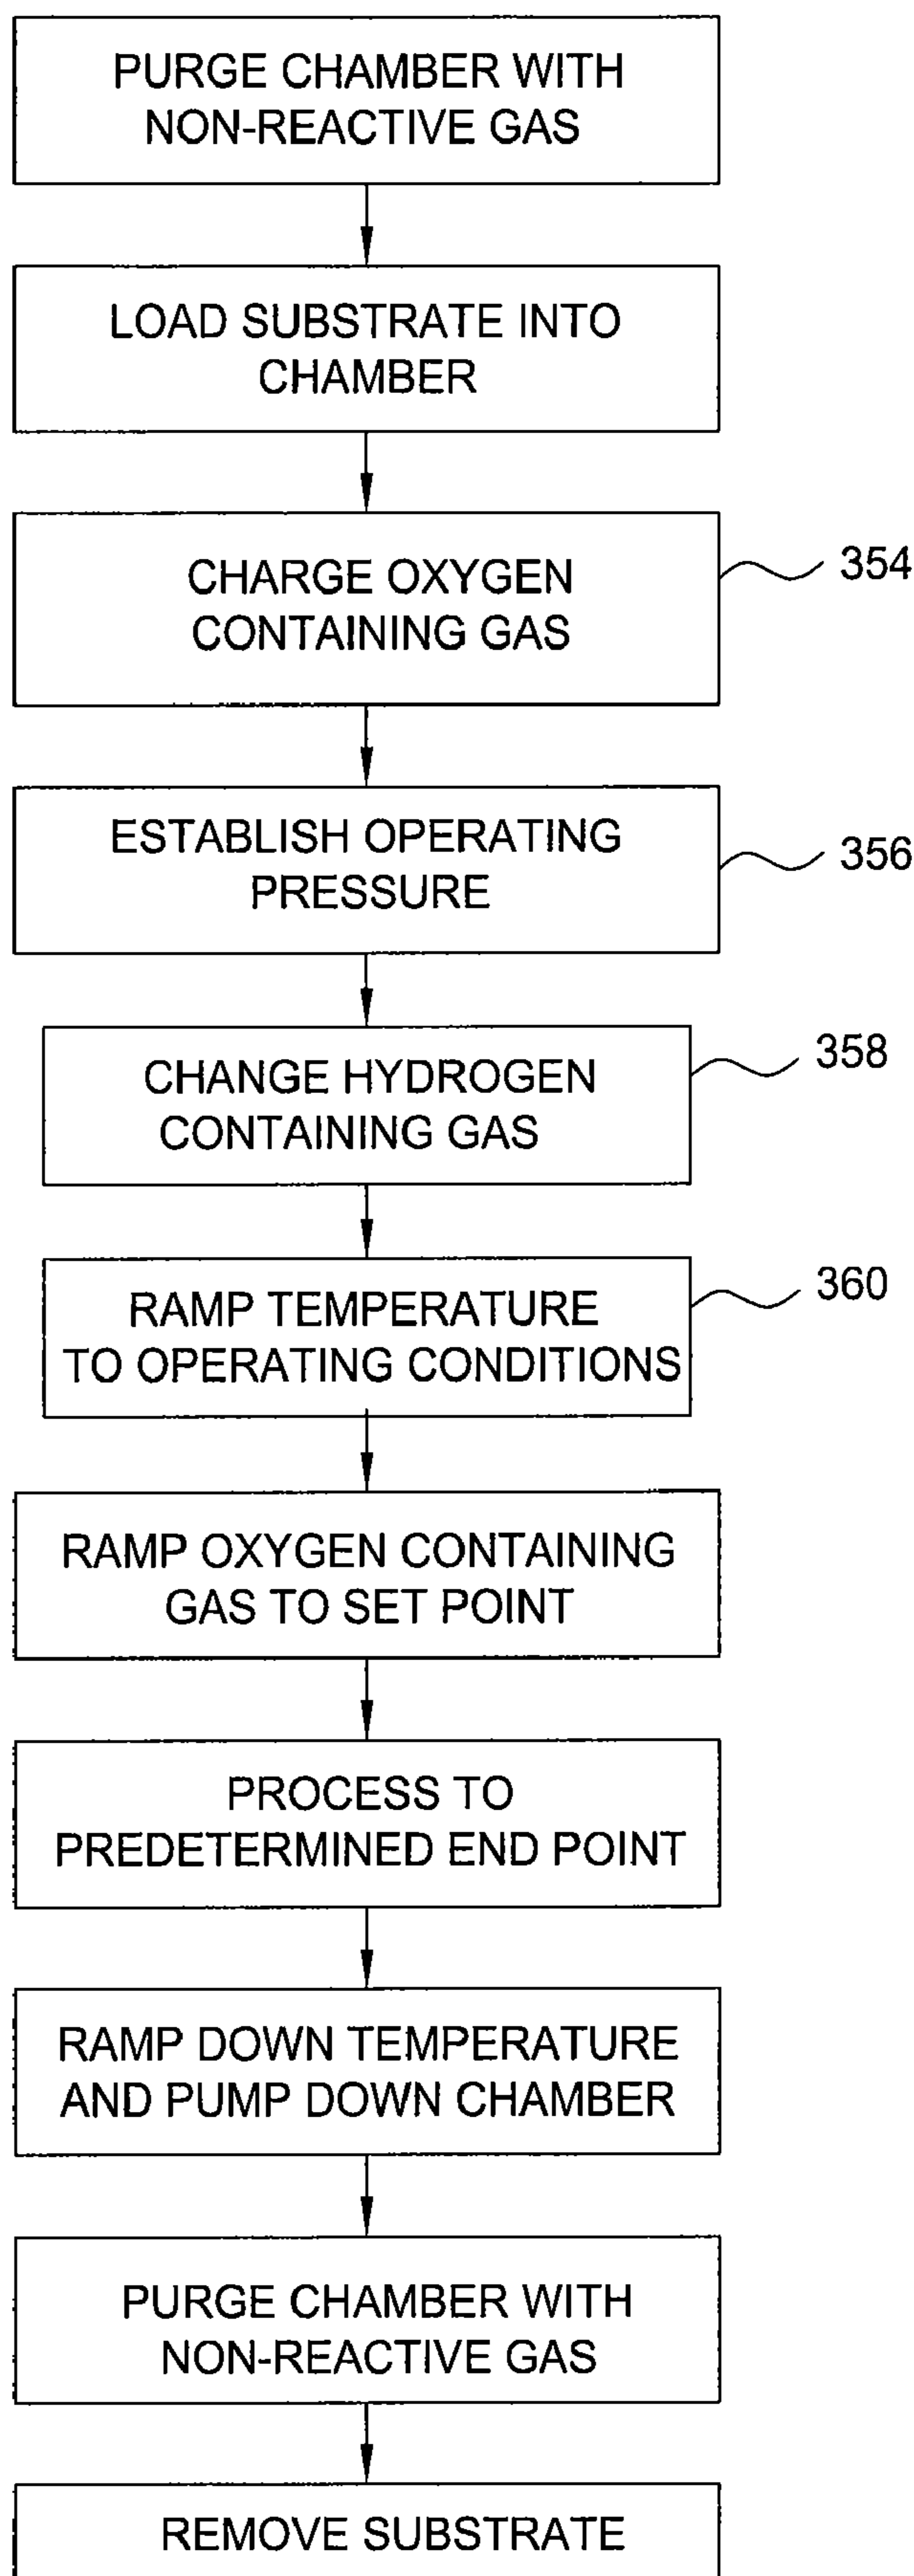 PURGE CHAMBER WITH
NON-REACTIVE GAS
LOAD SUBSTRATE INTO
CHAMBER
CHARGE OXYGEN
CONTAINING GAS
354
ESTABLISH OPERATING
PRESSURE
356
CHANGE HYDROGEN
CONTAINING GAS
358
RAMP TEMPERATURE
TO OPERATING CONDITIONS
360
RAMP OXYGEN CONTAINING
GAS TO SET POINT
PROCESS TO
PREDETERMINED END POINT
RAMP DOWN TEMPERATURE
AND PUMP DOWN CHAMBER
PURGE CHAMBER WITH
NON-REACTIVE GAS
REMOVE SUBSTRATE